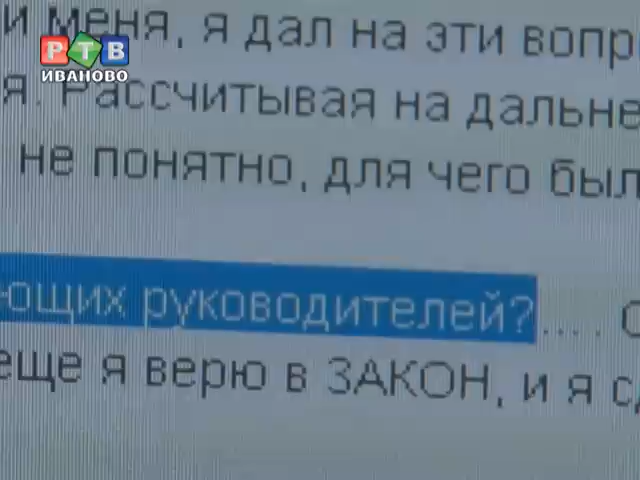 и меня, я дал на эти вопр
РТВ
ИВАНОВО
я. Рассчитывая на дальне
не понятно, для чего был
ющих руководителей?.... С
еще я верю в ЗАКОН, и я сд